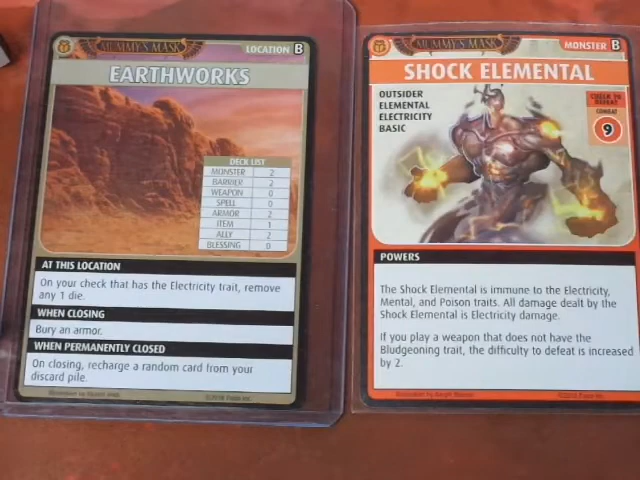 MUMMY'S MASK
LOCATION B
EARTHWORKS
DECK LIST
MONSTER 2
BARRIER 2
WEAPON 0
SPELL 0
ARMOR 2
ITEM 1
ALLY 2
BLESSING 0
AT THIS LOCATION
On your check that has the Electricity trait, remove
any 1 die.
WHEN CLOSING
Bury an armor.
WHEN PERMANENTLY CLOSED
On closing, recharge a random card from your
discard pile.
MUMMY'S MASK
MONSTER B
SHOCK ELEMENTAL
OUTSIDER
ELEMENTAL
ELECTRICITY
BASIC
CHECK TO
DEFEAT
COMBAT
9
POWERS
The Shock Elemental is immune to the Electricity,
Mental, and Poison traits. All damage dealt by the
Shock Elemental is Electricity damage.
If you play a weapon that does not have the
Bludgeoning trait, the difficulty to defeat is increased
by 2.